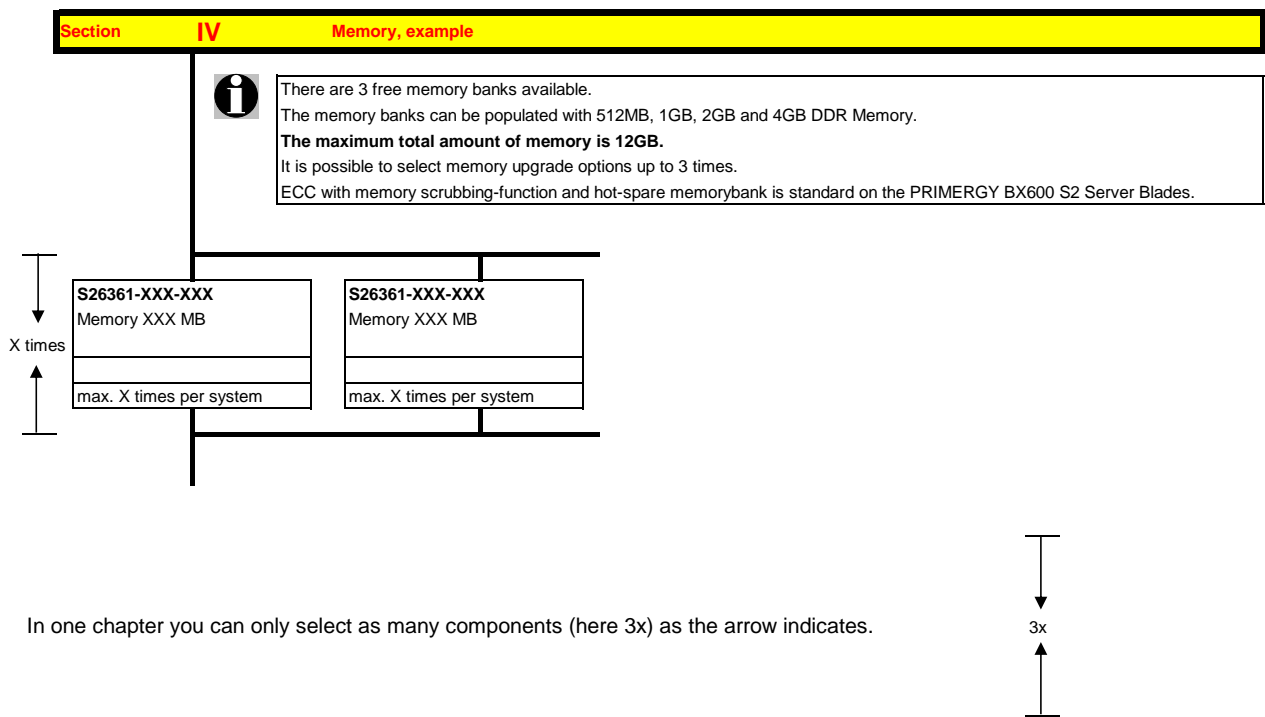 Section IV Memory, example
There are 3 free memory banks available.
The memory banks can be populated with 512MB, 1GB, 2GB and 4GB DDR Memory.
The maximum total amount of memory is 12GB.
It is possible to select memory upgrade options up to 3 times.
ECC with memory scrubbing-function and hot-spare memorybank is standard on the PRIMERGY BX600 S2 Server Blades.
S26361-XXX-XXX
Memory XXX MB
max. X times per system
S26361-XXX-XXX
Memory XXX MB
max. X times per system
X times
In one chapter you can only select as many components (here 3x) as the arrow indicates.
3x